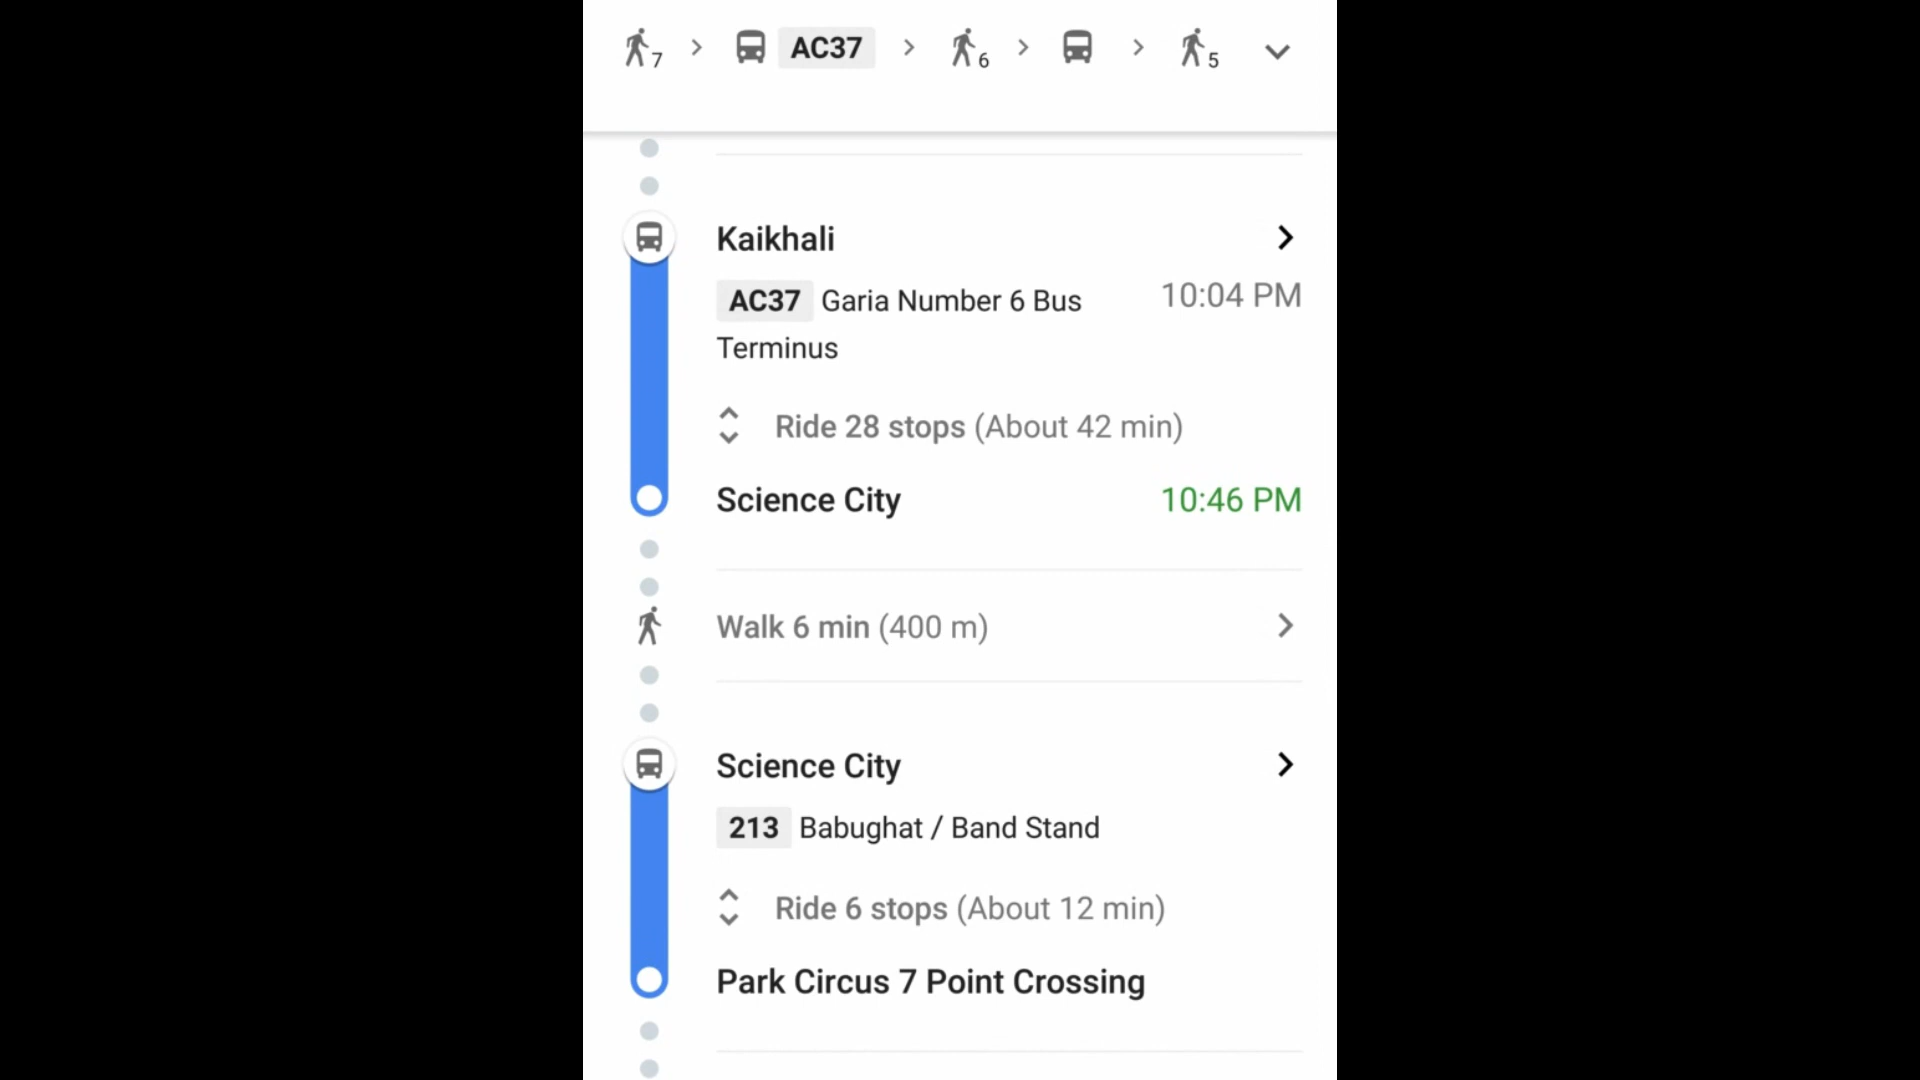 7 AC37 6 5
Kaikhali
AC37 Garia Number 6 Bus 10:04 PM
Terminus
Ride 28 stops (About 42 min)
Science City 10:46 PM
Walk 6 min (400 m)
Science City
213 Babughat / Band Stand
Ride 6 stops (About 12 min)
Park Circus 7 Point Crossing